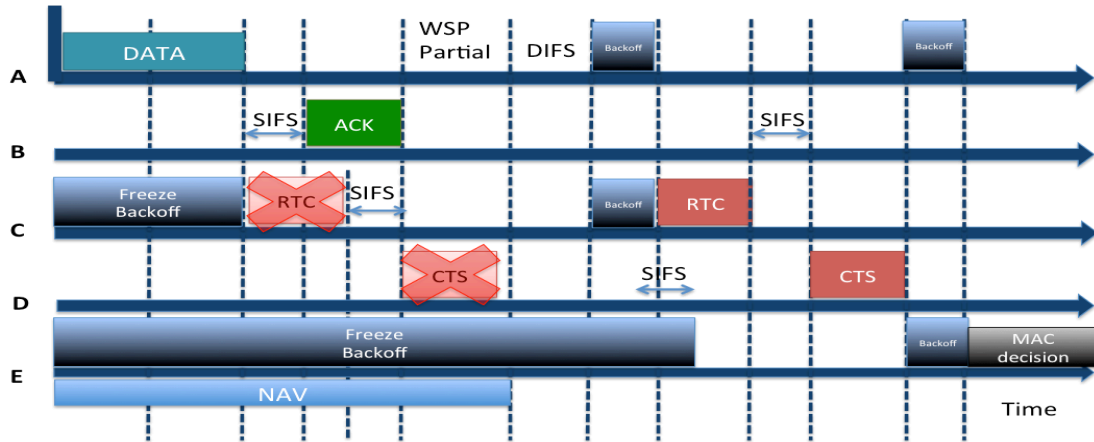 WSP
Partial
DIFS
Backoff
Backoff
DATA
A
SIFS
ACK
SIFS
B
Freeze
Backoff
RTC
SIFS
Backoff
RTC
C
CTS
SIFS
CTS
D
Freeze
Backoff
Backoff
MAC
decision
E
NAV
Time